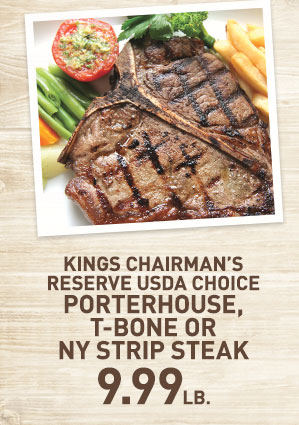 KINGS CHAIRMAN'S
RESERVE USDA CHOICE
PORTERHOUSE,
T-BONE OR
NY STRIP STEAK
9.99LB.